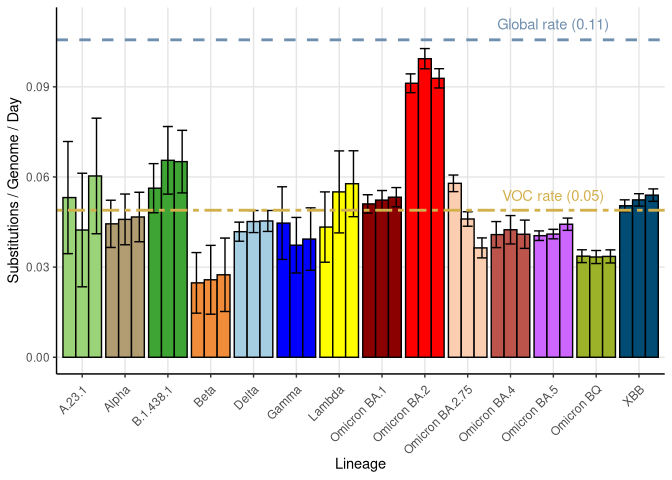 Global rate (0.11)
VOC rate (0.05)
Substitutions / Genome / Day
0.09
0.06
0.03
0.00
A.23.1
Alpha
B.1.438.1
Beta
Delta
Gamma
Lambda
Omicron BA.1
Omicron BA.2
Omicron BA.2.75
Omicron BA.4
Omicron BA.5
Omicron BQ
XBB
Lineage